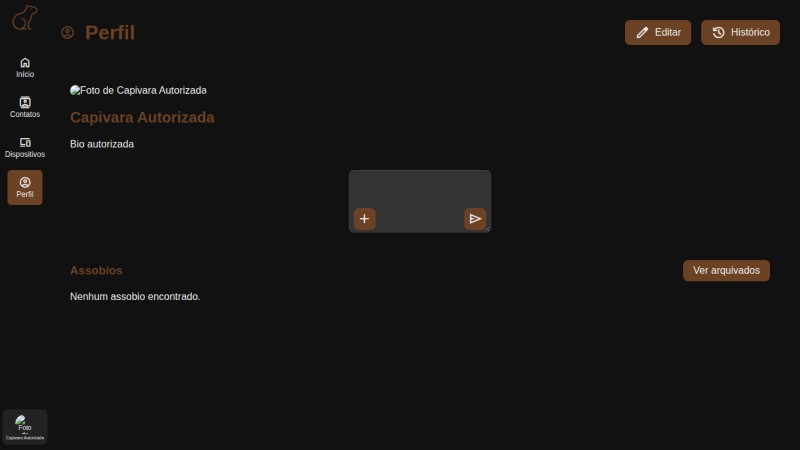 Perfil
Editar
Histórico
Início
Contatos
Dispositivos
Perfil
Foto de Capivara Autorizada
Capivara Autorizada
Bio autorizada
Assobios
Ver arquivados
Nenhum assobio encontrado.
Foto
de
Capivara Autorizada